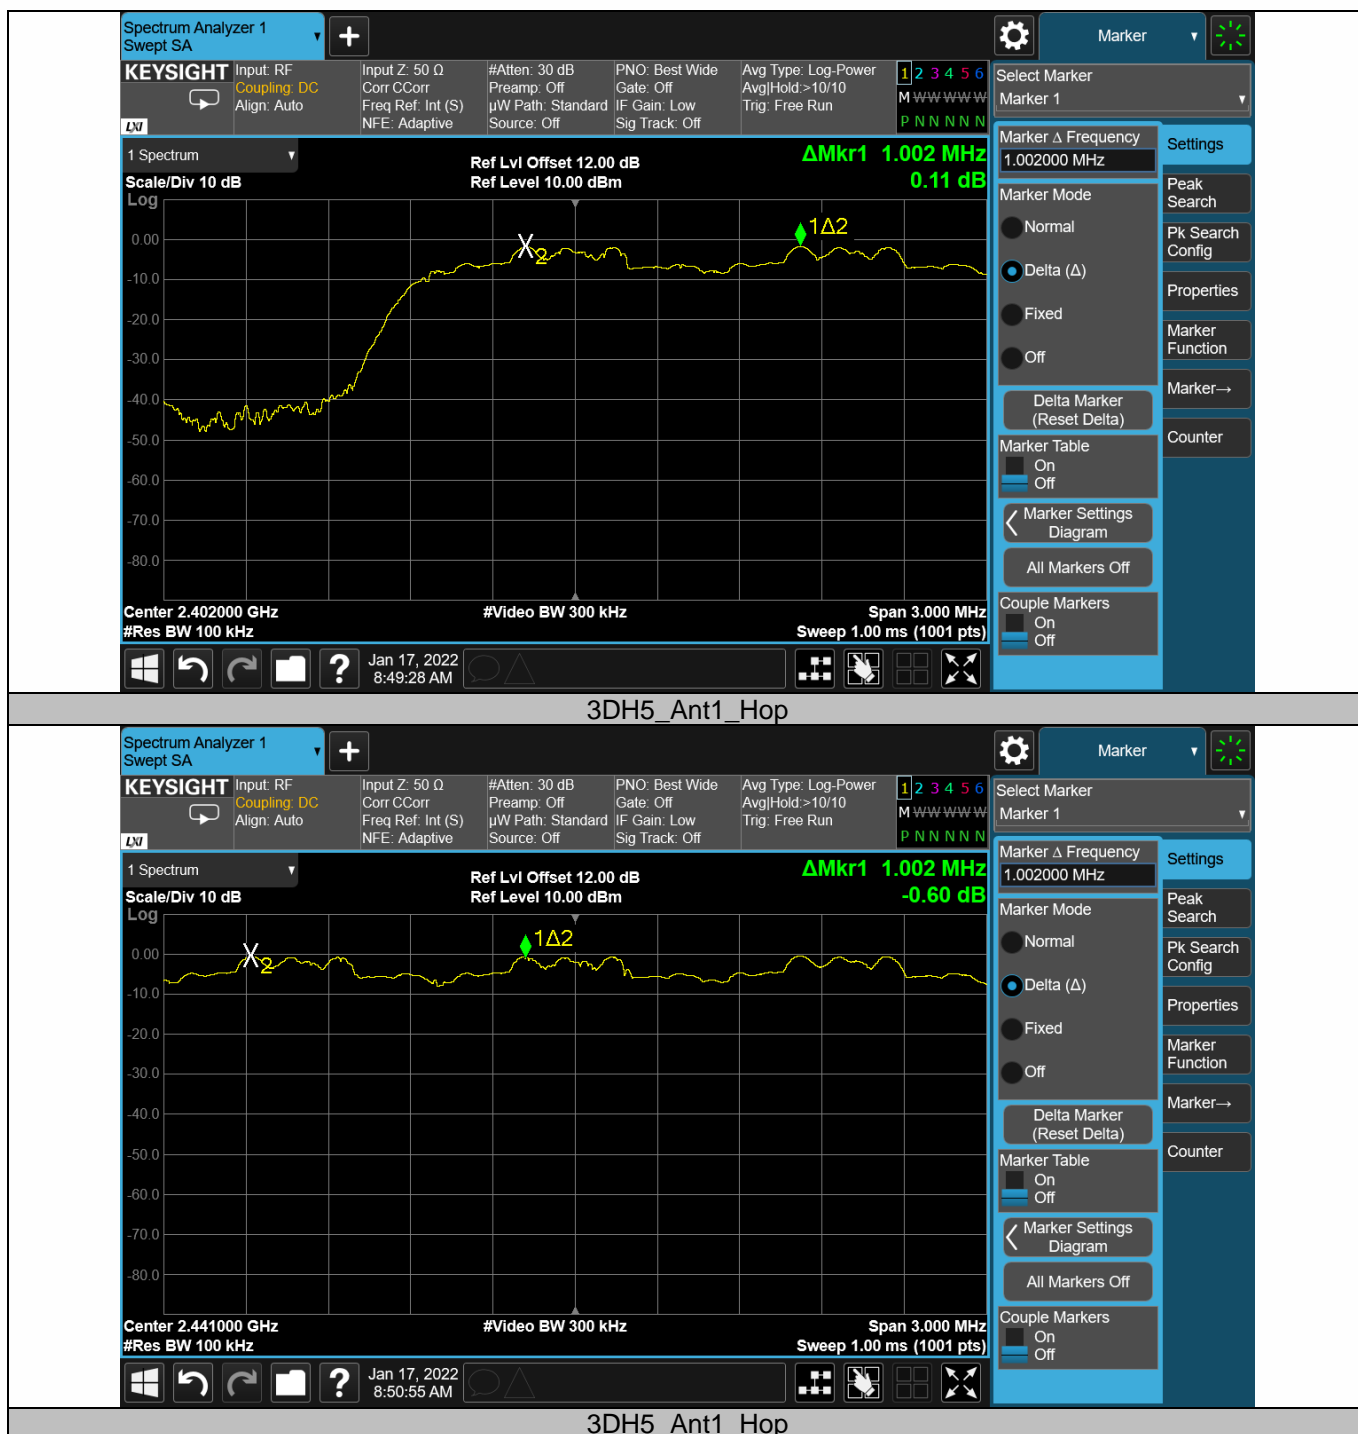 Spectrum Analyzer 1
Swept SA
Marker
KEYSIGHT
LXI
Input: RF
Coupling: DC
Align: Auto
Input Z: 50 Ω
Corr CCorr
Freq Ref: Int (S)
NFE: Adaptive
#Atten: 30 dB
Preamp: Off
µW Path: Standard
Source: Off
PNO: Best Wide
Gate: Off
IF Gain: Low
Sig Track: Off
Avg Type: Log-Power
Avg|Hold:>10/10
Trig: Free Run
1 2 3 4 5 6
M W W W W W
P N N N N N
Select Marker
Marker 1
1 Spectrum
Scale/Div 10 dB
Log
Ref Lvl Offset 12.00 dB
Ref Level 10.00 dBm
ΔMkr1 1.002 MHz
0.11 dB
0.00
-10.0
-20.0
-30.0
-40.0
-50.0
-60.0
-70.0
-80.0
X2
1Δ2
Center 2.402000 GHz
#Res BW 100 kHz
#Video BW 300 kHz
Span 3.000 MHz
Sweep 1.00 ms (1001 pts)
Marker Δ Frequency
1.002000 MHz
Marker Mode
Normal
Delta (Δ)
Fixed
Off
Delta Marker
(Reset Delta)
Marker Table
On
Off
Marker Settings
Diagram
All Markers Off
Couple Markers
On
Off
Settings
Peak
Search
Pk Search
Config
Properties
Marker
Function
Marker→
Counter
Jan 17, 2022
8:49:28 AM
3DH5_Ant1_Hop
Spectrum Analyzer 1
Swept SA
Marker
KEYSIGHT
LXI
Input: RF
Coupling: DC
Align: Auto
Input Z: 50 Ω
Corr CCorr
Freq Ref: Int (S)
NFE: Adaptive
#Atten: 30 dB
Preamp: Off
µW Path: Standard
Source: Off
PNO: Best Wide
Gate: Off
IF Gain: Low
Sig Track: Off
Avg Type: Log-Power
Avg|Hold:>10/10
Trig: Free Run
1 2 3 4 5 6
M W W W W W
P N N N N N
Select Marker
Marker 1
1 Spectrum
Scale/Div 10 dB
Log
Ref Lvl Offset 12.00 dB
Ref Level 10.00 dBm
ΔMkr1 1.002 MHz
-0.60 dB
0.00
-10.0
-20.0
-30.0
-40.0
-50.0
-60.0
-70.0
-80.0
X2
1Δ2
Center 2.441000 GHz
#Res BW 100 kHz
#Video BW 300 kHz
Span 3.000 MHz
Sweep 1.00 ms (1001 pts)
Marker Δ Frequency
1.002000 MHz
Marker Mode
Normal
Delta (Δ)
Fixed
Off
Delta Marker
(Reset Delta)
Marker Table
On
Off
Marker Settings
Diagram
All Markers Off
Couple Markers
On
Off
Settings
Peak
Search
Pk Search
Config
Properties
Marker
Function
Marker→
Counter
Jan 17, 2022
8:50:55 AM
3DH5_Ant1_Hop